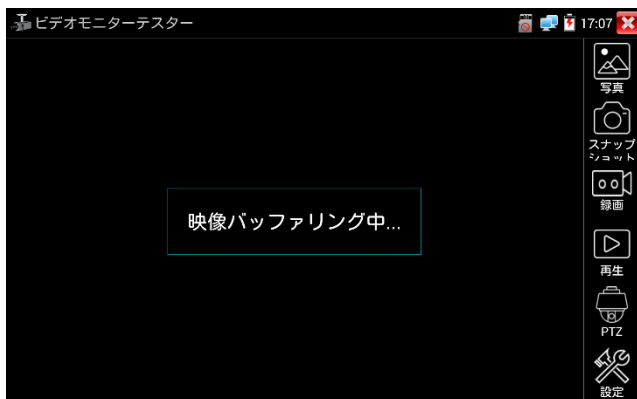 ビデオモニターテスター
17:07
写真
スナップ
ショット
録画
映像バッファリング中...
再生
PTZ
設定